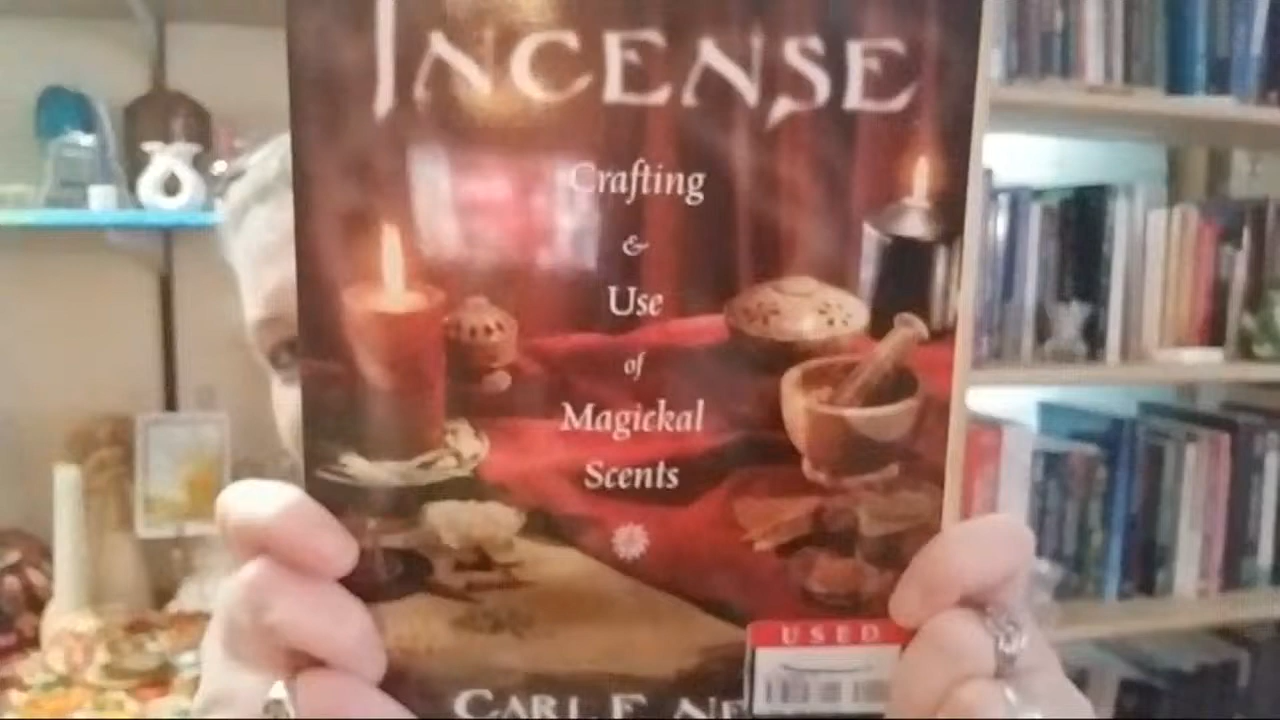 INCENSE
Crafting
&
Use
of
Magickal
Scents
USED
CARL F. NE